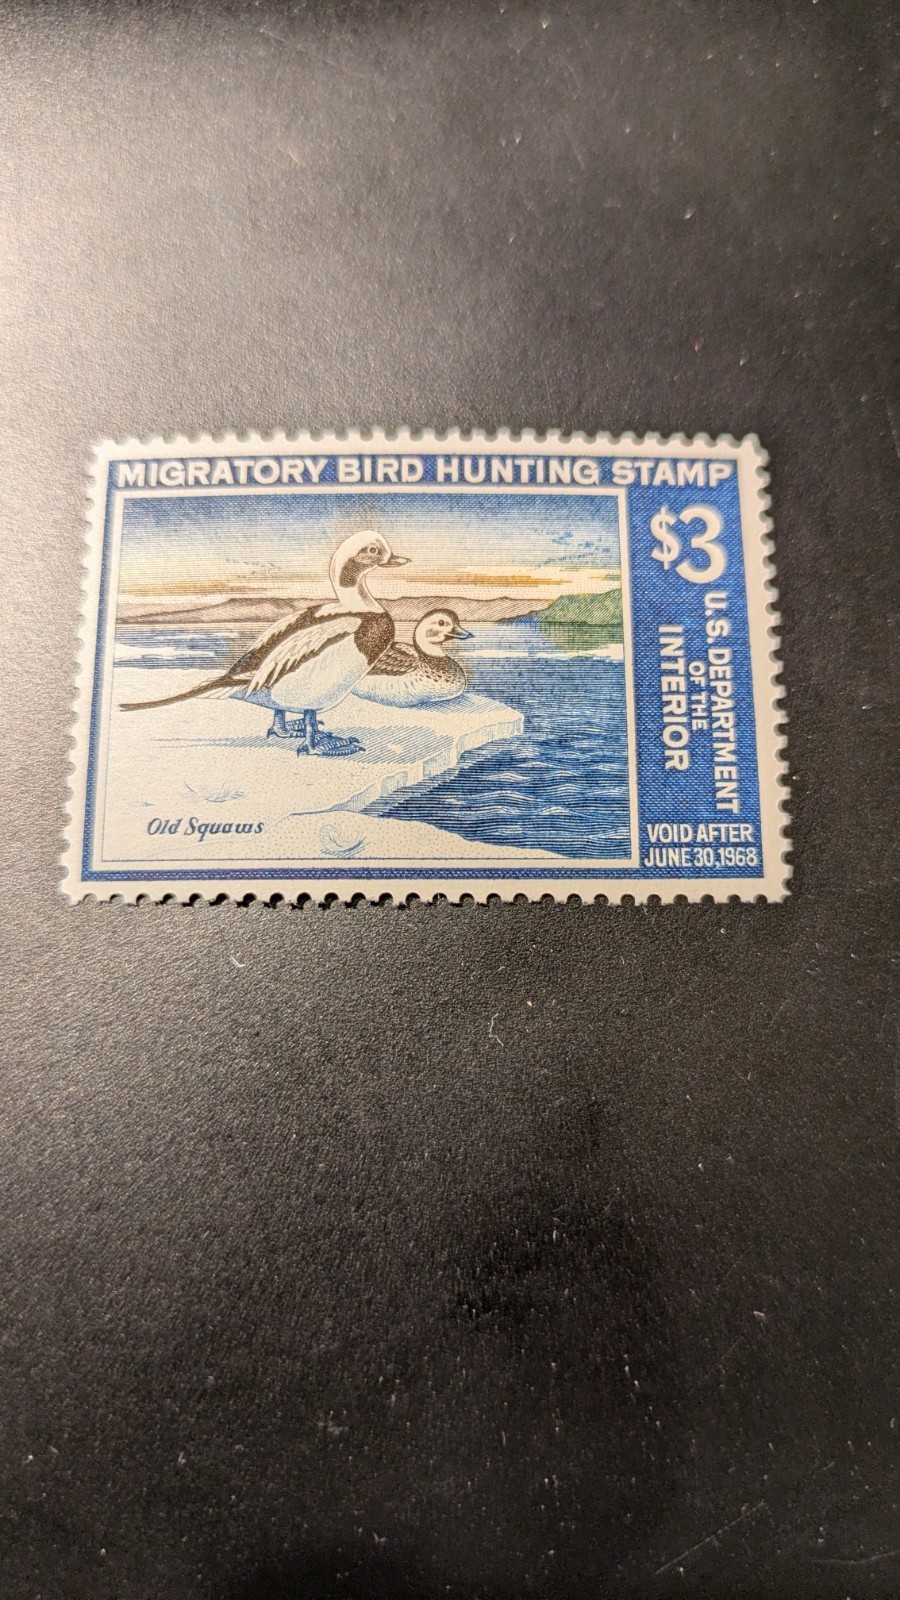 MIGRATORY BIRD HUNTING STAMP
$3
U.S. DEPARTMENT
OF THE
INTERIOR
VOID AFTER
JUNE 30, 1968
Old Squaws